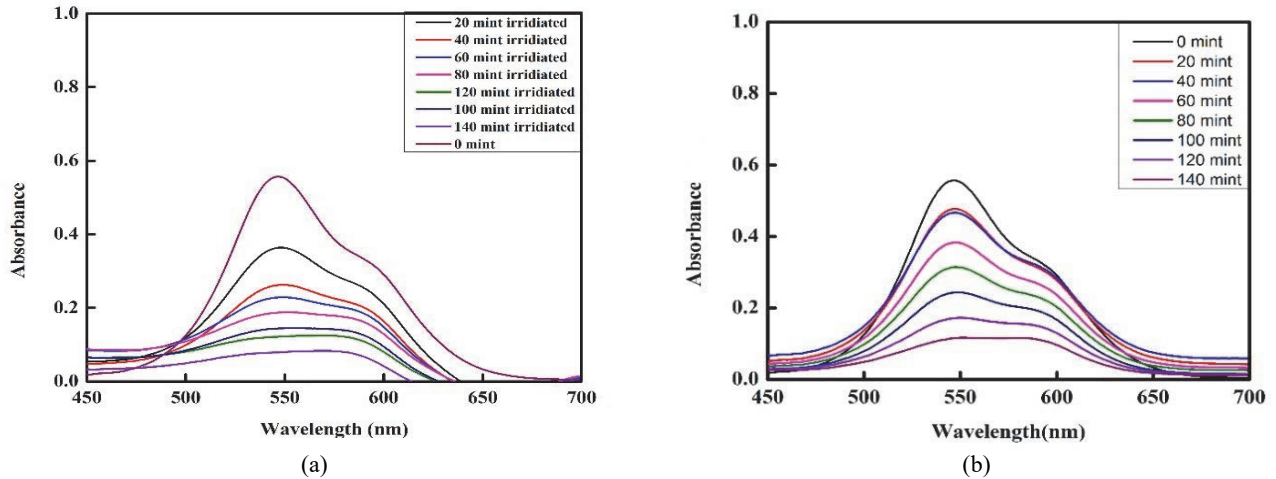 1.0
0.8
0.6
0.4
0.2
0.0
450 500 550 600 650 700
Absorbance
Wavelength (nm)
20 mint irridiated
40 mint irridiated
60 mint irridiated
80 mint irridiated
120 mint irridiated
100 mint irridiated
140 mint irridiated
0 mint
(a)
1.0
0.8
0.6
0.4
0.2
0.0
450 500 550 600 650 700
Absorbance
Wavelength(nm)
0 mint
20 mint
40 mint
60 mint
80 mint
100 mint
120 mint
140 mint
(b)